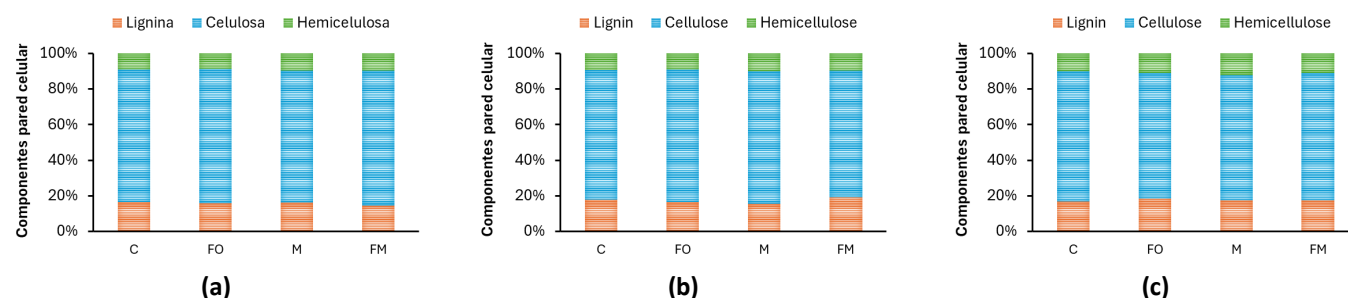 Lignina Celulosa Hemicelulosa
Componentes pared celular
100%
80%
60%
40%
20%
0%
C FO M FM
(a)
Lignin Cellulose Hemicellulose
Componentes pared celular
100%
80%
60%
40%
20%
0%
C FO M FM
(b)
Lignin Cellulose Hemicellulose
Componentes pared celular
100%
80%
60%
40%
20%
0%
C FO M FM
(c)